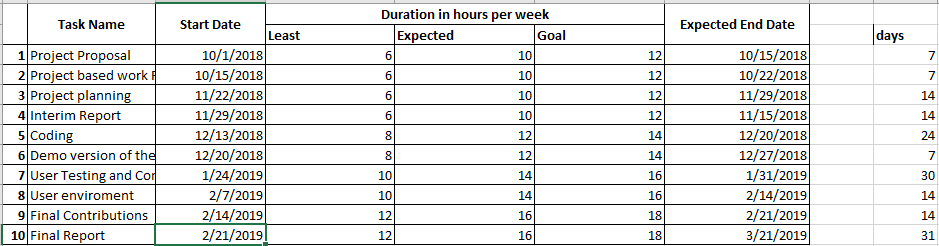 Task Name Start Date Duration in hours per week Expected End Date
Least Expected Goal days
1 Project Proposal 10/1/2018 6 10 12 10/15/2018 7
2 Project based work 10/15/2018 6 10 12 10/22/2018 7
3 Project planning 11/22/2018 6 10 12 11/29/2018 14
4 Interim Report 11/29/2018 6 10 12 11/15/2018 14
5 Coding 12/13/2018 8 12 14 12/20/2018 24
6 Demo version of the 12/20/2018 8 12 14 12/27/2018 7
7 User Testing and Cor 1/24/2019 10 14 16 1/31/2019 30
8 User enviroment 2/7/2019 10 14 16 2/14/2019 14
9 Final Contributions 2/14/2019 12 16 18 2/21/2019 14
10 Final Report 2/21/2019 12 16 18 3/21/2019 31